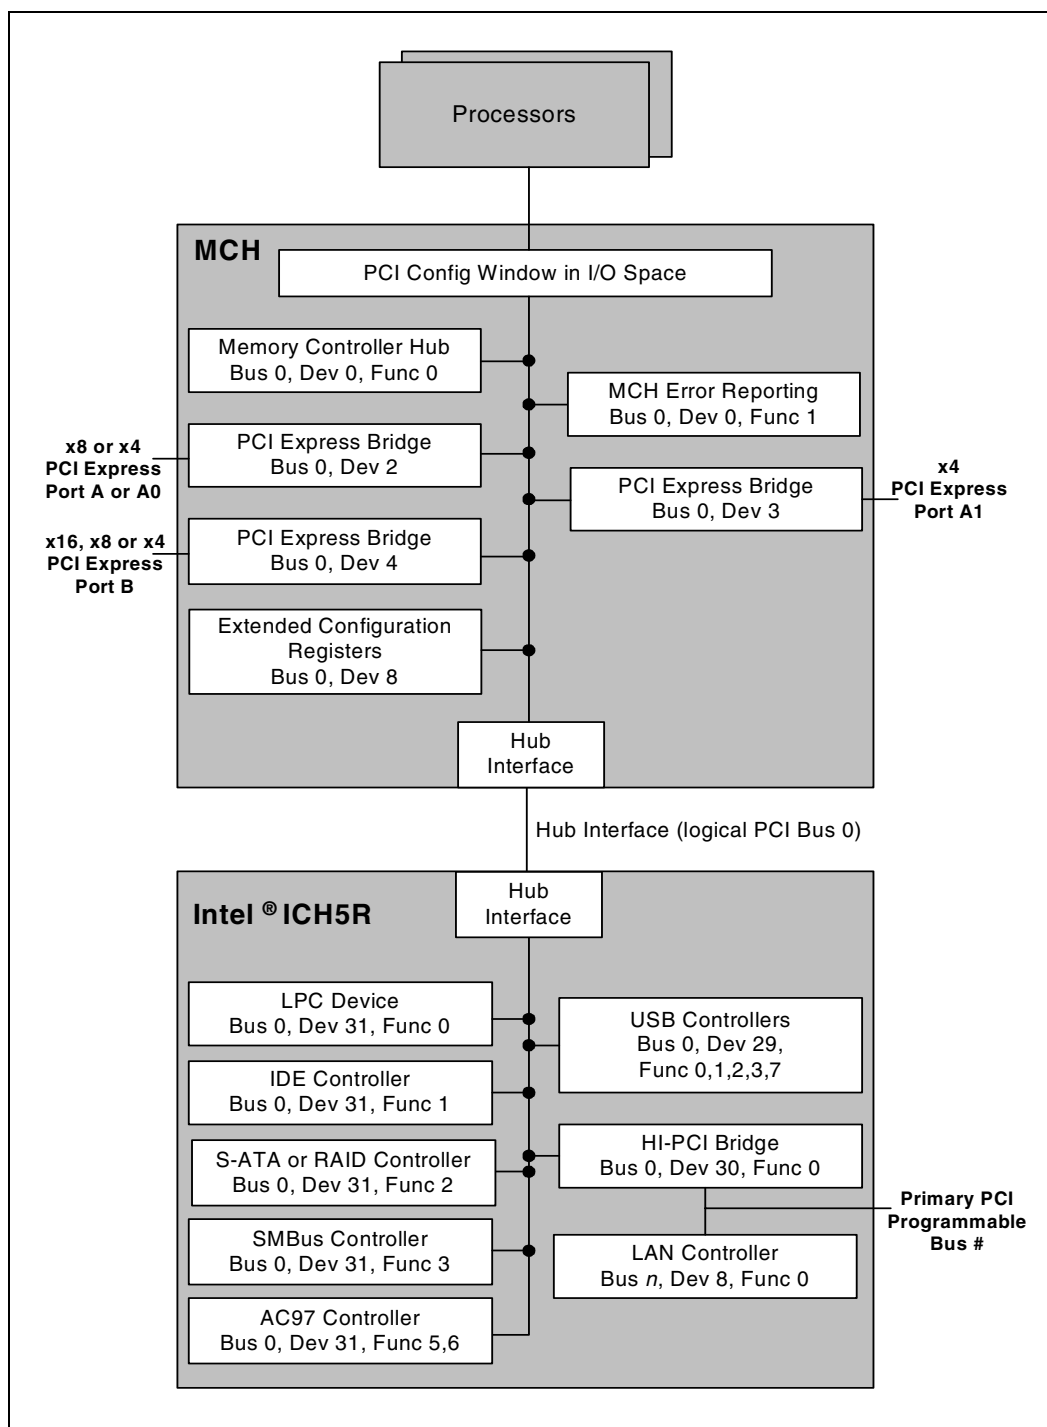 Processors
MCH
PCI Config Window in I/O Space
Memory Controller Hub
Bus 0, Dev 0, Func 0
MCH Error Reporting
Bus 0, Dev 0, Func 1
x8 or x4
PCI Express
Port A or A0
PCI Express Bridge
Bus 0, Dev 2
PCI Express Bridge
Bus 0, Dev 3
x4
PCI Express
Port A1
x16, x8 or x4
PCI Express
Port B
PCI Express Bridge
Bus 0, Dev 4
Extended Configuration
Registers
Bus 0, Dev 8
Hub
Interface
Hub Interface (logical PCI Bus 0)
Intel ® ICH5R
Hub
Interface
LPC Device
Bus 0, Dev 31, Func 0
USB Controllers
Bus 0, Dev 29,
Func 0,1,2,3,7
IDE Controller
Bus 0, Dev 31, Func 1
HI-PCI Bridge
Bus 0, Dev 30, Func 0
S-ATA or RAID Controller
Bus 0, Dev 31, Func 2
Primary PCI
Programmable
Bus #
SMBus Controller
Bus 0, Dev 31, Func 3
LAN Controller
Bus n, Dev 8, Func 0
AC97 Controller
Bus 0, Dev 31, Func 5,6